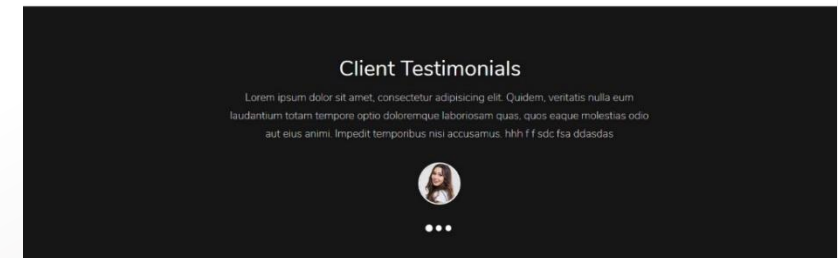 Client Testimonials
Lorem ipsum dolor sit amet, consectetur adipisicing elit. Quidem, veritatis nulla eum
laudantium totam tempore optio doloremque laboriosam quas, quos eaque molestias odio
aut eius animi. Impedit temporibus nisi accusamus. hhh f f sdc fsa ddasdas